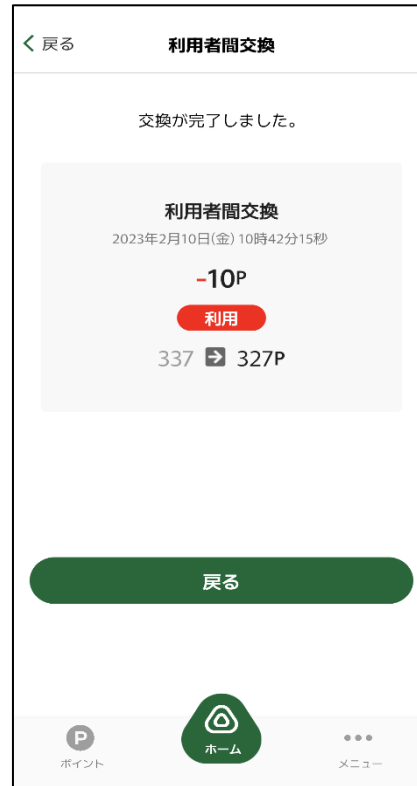 戻る 利用者間交換
交換が完了しました。
利用者間交換
2023年2月10日(金) 10時42分15秒
-10P
利用
337 → 327P
戻る
P
ポイント
ホーム
メニュー